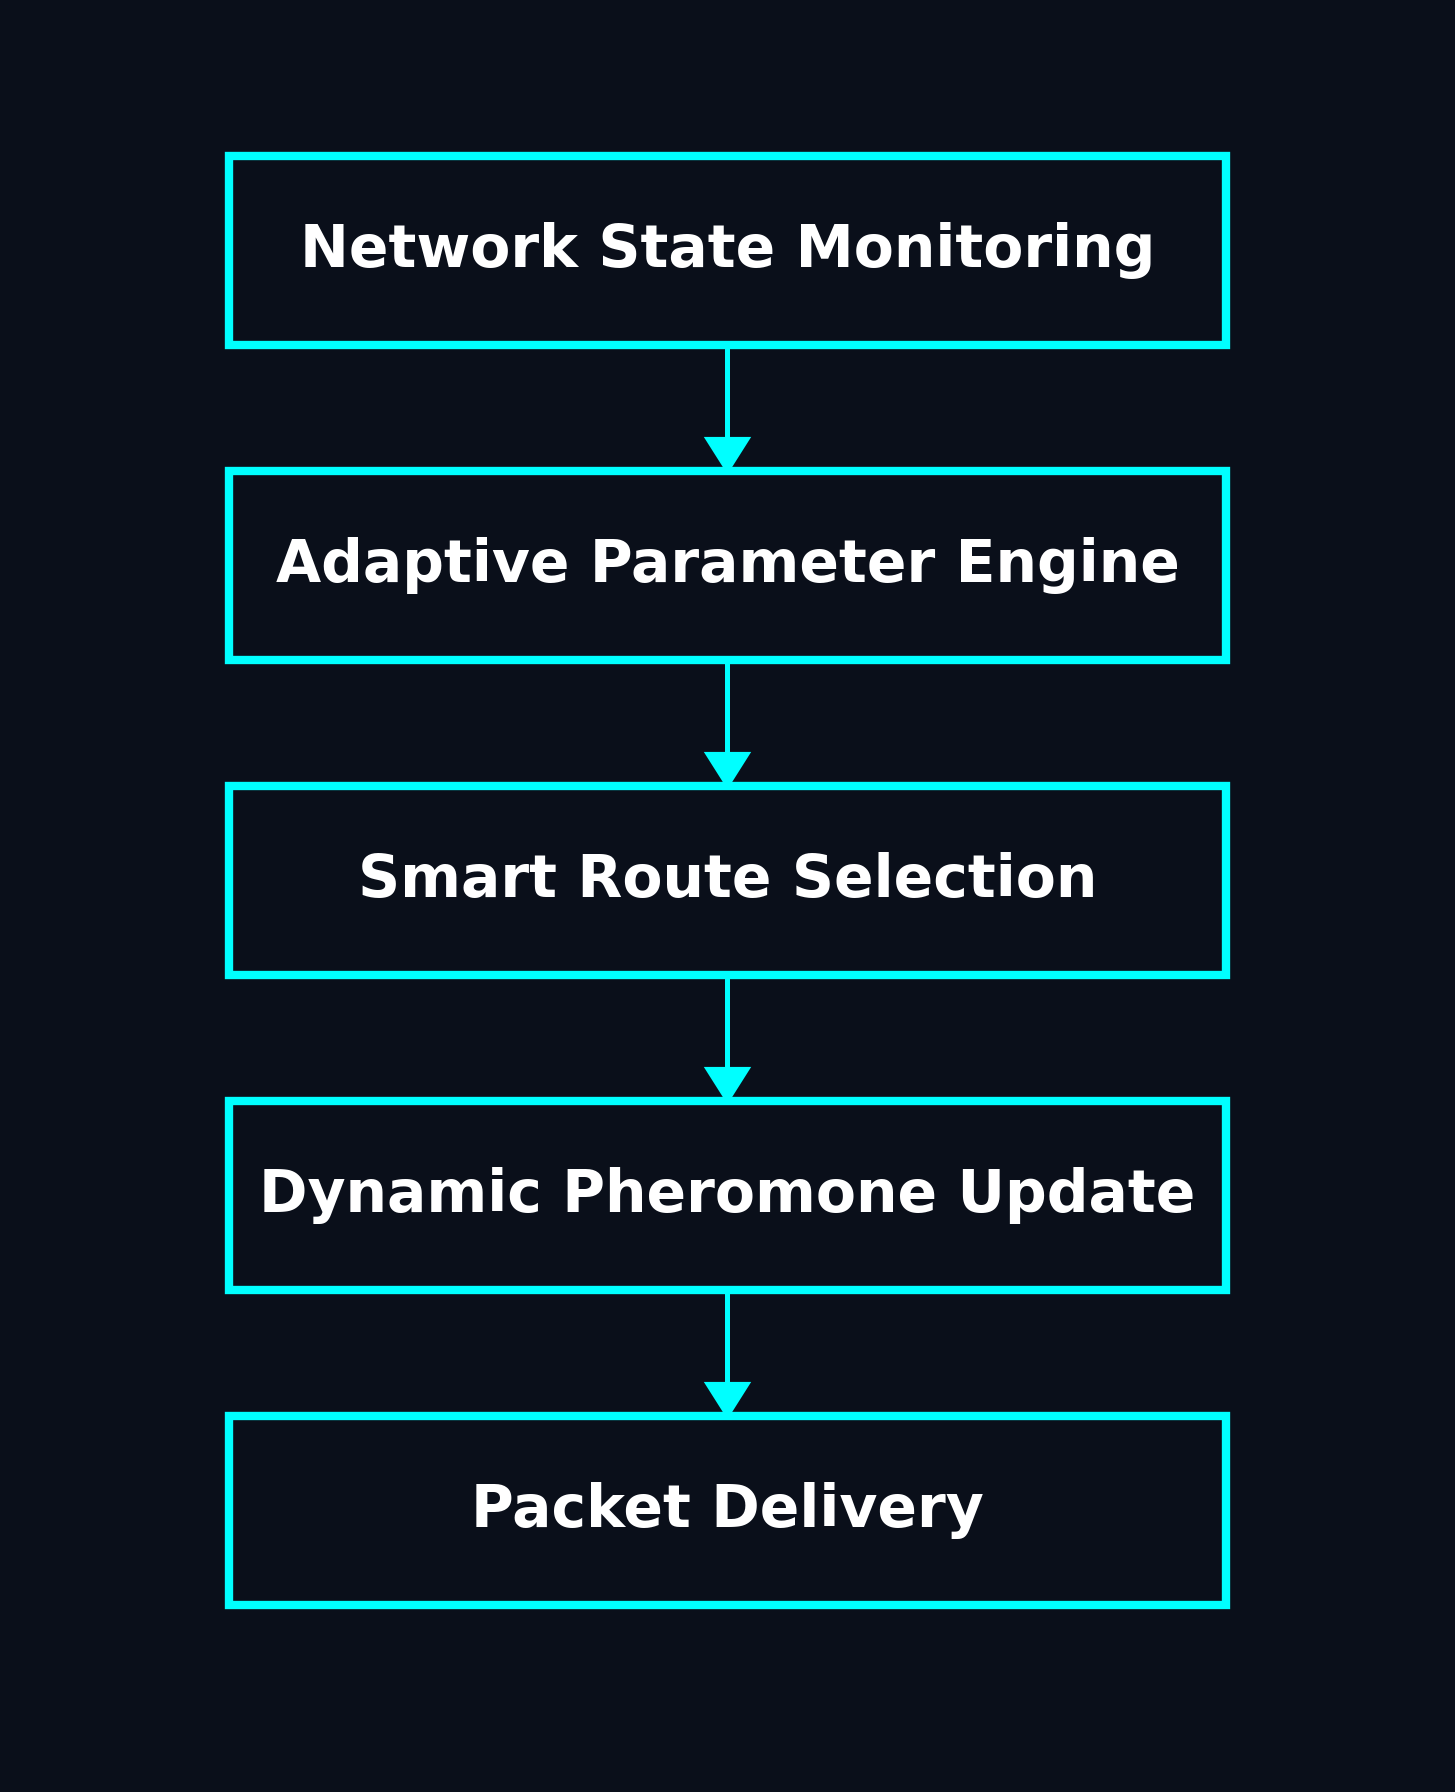 Network State Monitoring
Adaptive Parameter Engine
Smart Route Selection
Dynamic Pheromone Update
Packet Delivery